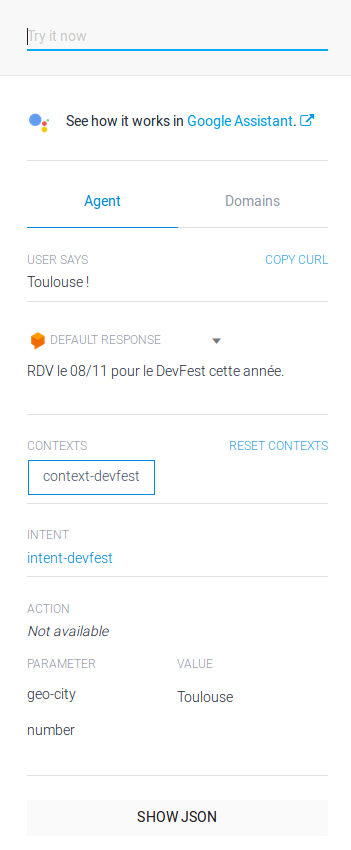 Try it now
See how it works in Google Assistant.
Agent Domains
USER SAYS COPY CURL
Toulouse !
DEFAULT RESPONSE
RDV le 08/11 pour le DevFest cette année.
CONTEXTS RESET CONTEXTS
context-devfest
INTENT
intent-devfest
ACTION
Not available
PARAMETER VALUE
geo-city Toulouse
number
SHOW JSON